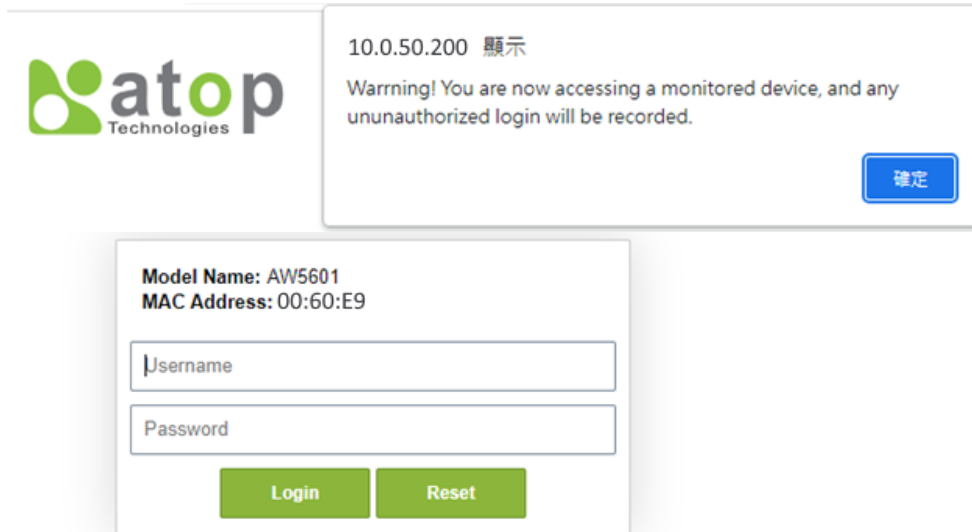 atop
Technologies
10.0.50.200 顯示
Warrning! You are now accessing a monitored device, and any
ununauthorized login will be recorded.
確定
Model Name: AW5601
MAC Address: 00:60:E9
Username
Password
Login
Reset